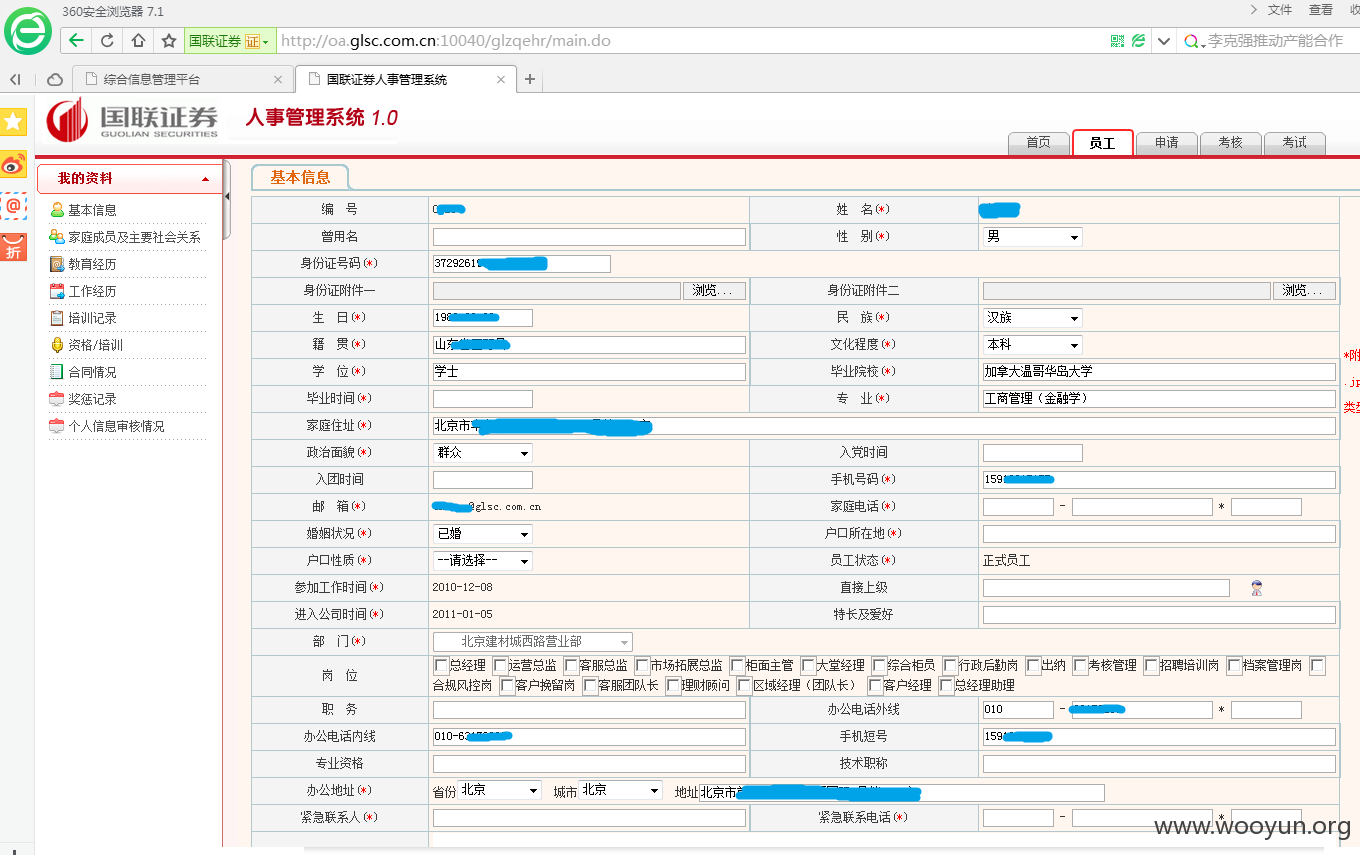 360安全浏览器 7.1
文件 查看 收
国联证券 证 http://oa.glsc.com.cn:10040/glzqehr/main.do 李克强推动产能合作
综合信息管理平台 国联证券人事管理系统
国联证券 GUOLIAN SECURITIES 人事管理系统 1.0
首页 员工 申请 考核 考试
@
折
我的资料
基本信息
家庭成员及主要社会关系
教育经历
工作经历
培训记录
资格/培训
合同情况
奖惩记录
个人信息审核情况
基本信息
编 号 姓 名(*)
曾用名 性 别(*) 男
身份证号码(*) 3729261
身份证附件一 浏览... 身份证附件二 浏览...
生 日(*) 198 民 族(*) 汉族
籍 贯(*) 山东 文化程度(*) 本科
学 位(*) 学士 毕业院校(*) 加拿大温哥华岛大学
毕业时间(*) 专 业(*) 工商管理（金融学）
家庭住址(*) 北京市
政治面貌(*) 群众 入党时间
入团时间 手机号码(*) 159
邮 箱(*) @glsc.com.cn 家庭电话(*) - *
婚姻状况(*) 已婚 户口所在地(*)
户口性质(*) --请选择-- 员工状态(*) 正式员工
参加工作时间(*) 2010-12-08 直接上级
进入公司时间(*) 2011-01-05 特长及爱好
部 门(*) 北京建材城西路营业部
岗 位 总经理 运营总监 客服总监 市场拓展总监 柜面主管 大堂经理 综合柜员 行政后勤岗 出纳 考核管理 招聘培训岗 档案管理岗
合规风控岗 客户挽留岗 客服团队长 理财顾问 区域经理（团队长） 客户经理 总经理助理
职 务 办公电话外线 010 - *
办公电话内线 010-63 手机短号 159
专业资格 技术职称
办公地址(*) 省份 北京 城市 北京 地址 北京市
紧急联系人(*) 紧急联系电话(*) - *
*附
.jp
类型
www.wooyun.org